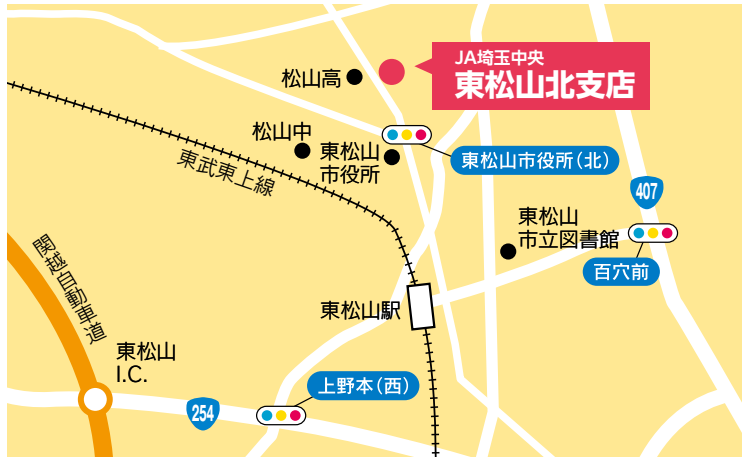 JA埼玉中央
東松山北支店
松山高
松山中
東松山
市役所
東松山市役所(北)
東武東上線
407
東松山
市立図書館
百穴前
関越自動車道
東松山駅
東松山
I.C.
上野本(西)
254